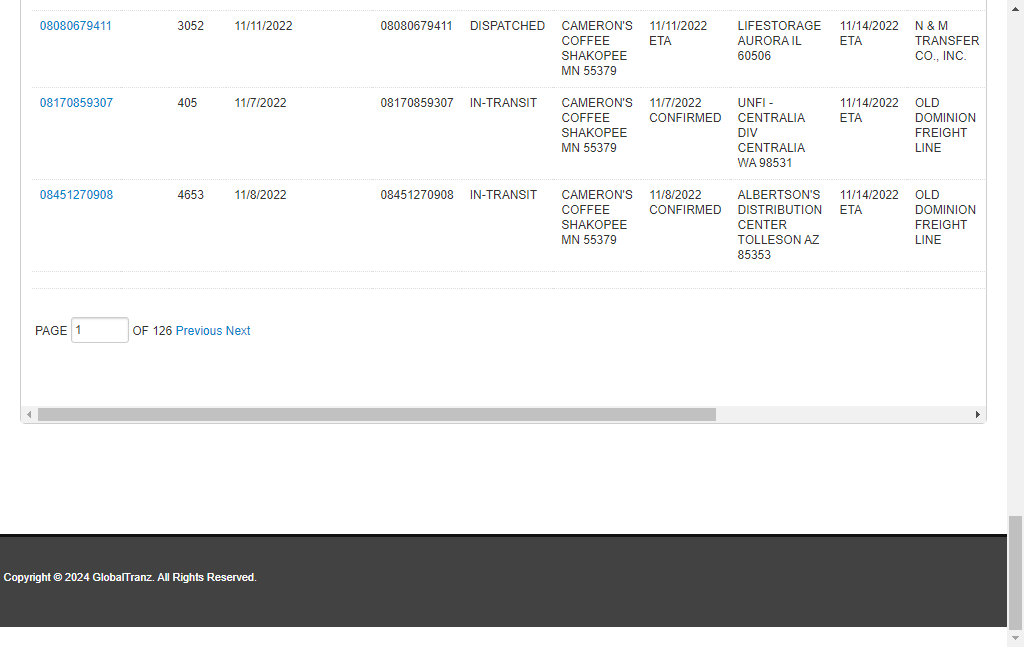 08080679411 3052 11/11/2022 08080679411 DISPATCHED CAMERON'S 11/11/2022 LIFESTORAGE 11/14/2022 N & M
COFFEE ETA AURORA IL ETA TRANSFER
SHAKOPEE 60506 CO., INC.
MN 55379
08170859307 405 11/7/2022 08170859307 IN-TRANSIT CAMERON'S 11/7/2022 UNFI - 11/14/2022 OLD
COFFEE CONFIRMED CENTRALIA ETA DOMINION
SHAKOPEE DIV FREIGHT
MN 55379 CENTRALIA LINE
WA 98531
08451270908 4653 11/8/2022 08451270908 IN-TRANSIT CAMERON'S 11/8/2022 ALBERTSON'S 11/14/2022 OLD
COFFEE CONFIRMED DISTRIBUTION ETA DOMINION
SHAKOPEE CENTER FREIGHT
MN 55379 TOLLESON AZ LINE
85353
PAGE 1 OF 126 Previous Next
Copyright © 2024 GlobalTranz. All Rights Reserved.